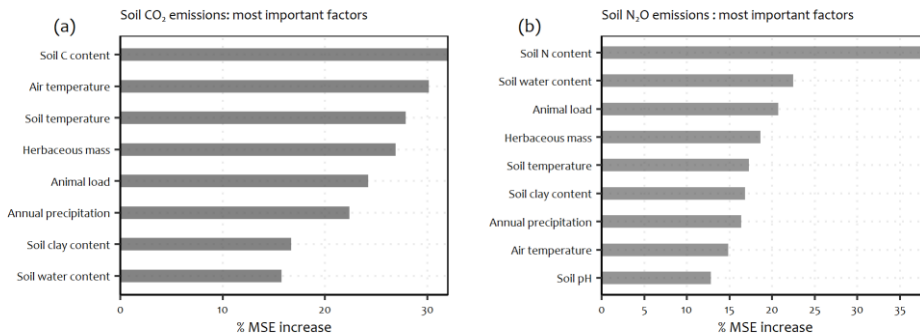 (a)
Soil CO₂ emissions: most important factors
Soil C content
Air temperature
Soil temperature
Herbaceous mass
Animal load
Annual precipitation
Soil clay content
Soil water content
0 10 20 30
% MSE increase
(b)
Soil N₂O emissions : most important factors
Soil N content
Soil water content
Animal load
Herbaceous mass
Soil temperature
Soil clay content
Annual precipitation
Air temperature
Soil pH
0 5 10 15 20 25 30 35
% MSE increase